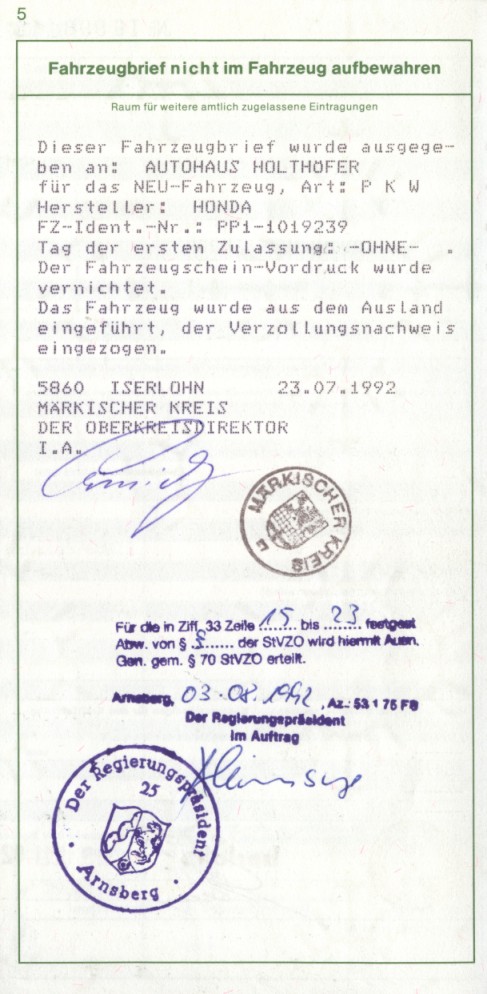 5
Fahrzeugbrief nicht im Fahrzeug aufbewahren
Raum für weitere amtlich zugelassene Eintragungen
Dieser Fahrzeugbrief wurde ausgege-
ben an: AUTOHAUS HOLTHÖFER
für das NEU-Fahrzeug, Art: P K W
Hersteller: HONDA
FZ-Ident.-Nr.: PP1-1019239
Tag der ersten Zulassung: -OHNE- .
Der Fahrzeugschein-Vordruck wurde
vernichtet.
Das Fahrzeug wurde aus dem Ausland
eingeführt, der Verzollungsnachweis
eingezogen.
5860 ISERLOHN 23.07.1992
MÄRKISCHER KREIS
DER OBERKREISDIREKTOR
I.A.
MÄRKISCHER KREIS
Für die in Ziff. 33 Zeile 15 bis 23 festgest
Abw. von § ........ der StVZO wird hiermit Ausn.
Gen. gem. § 70 StVZO erteilt.
Arnsberg, 03.08.1992, Az.: 53 1 75 F8
Der Regierungspräsident
im Auftrag
Der Regierungspräsident
25
Arnsberg